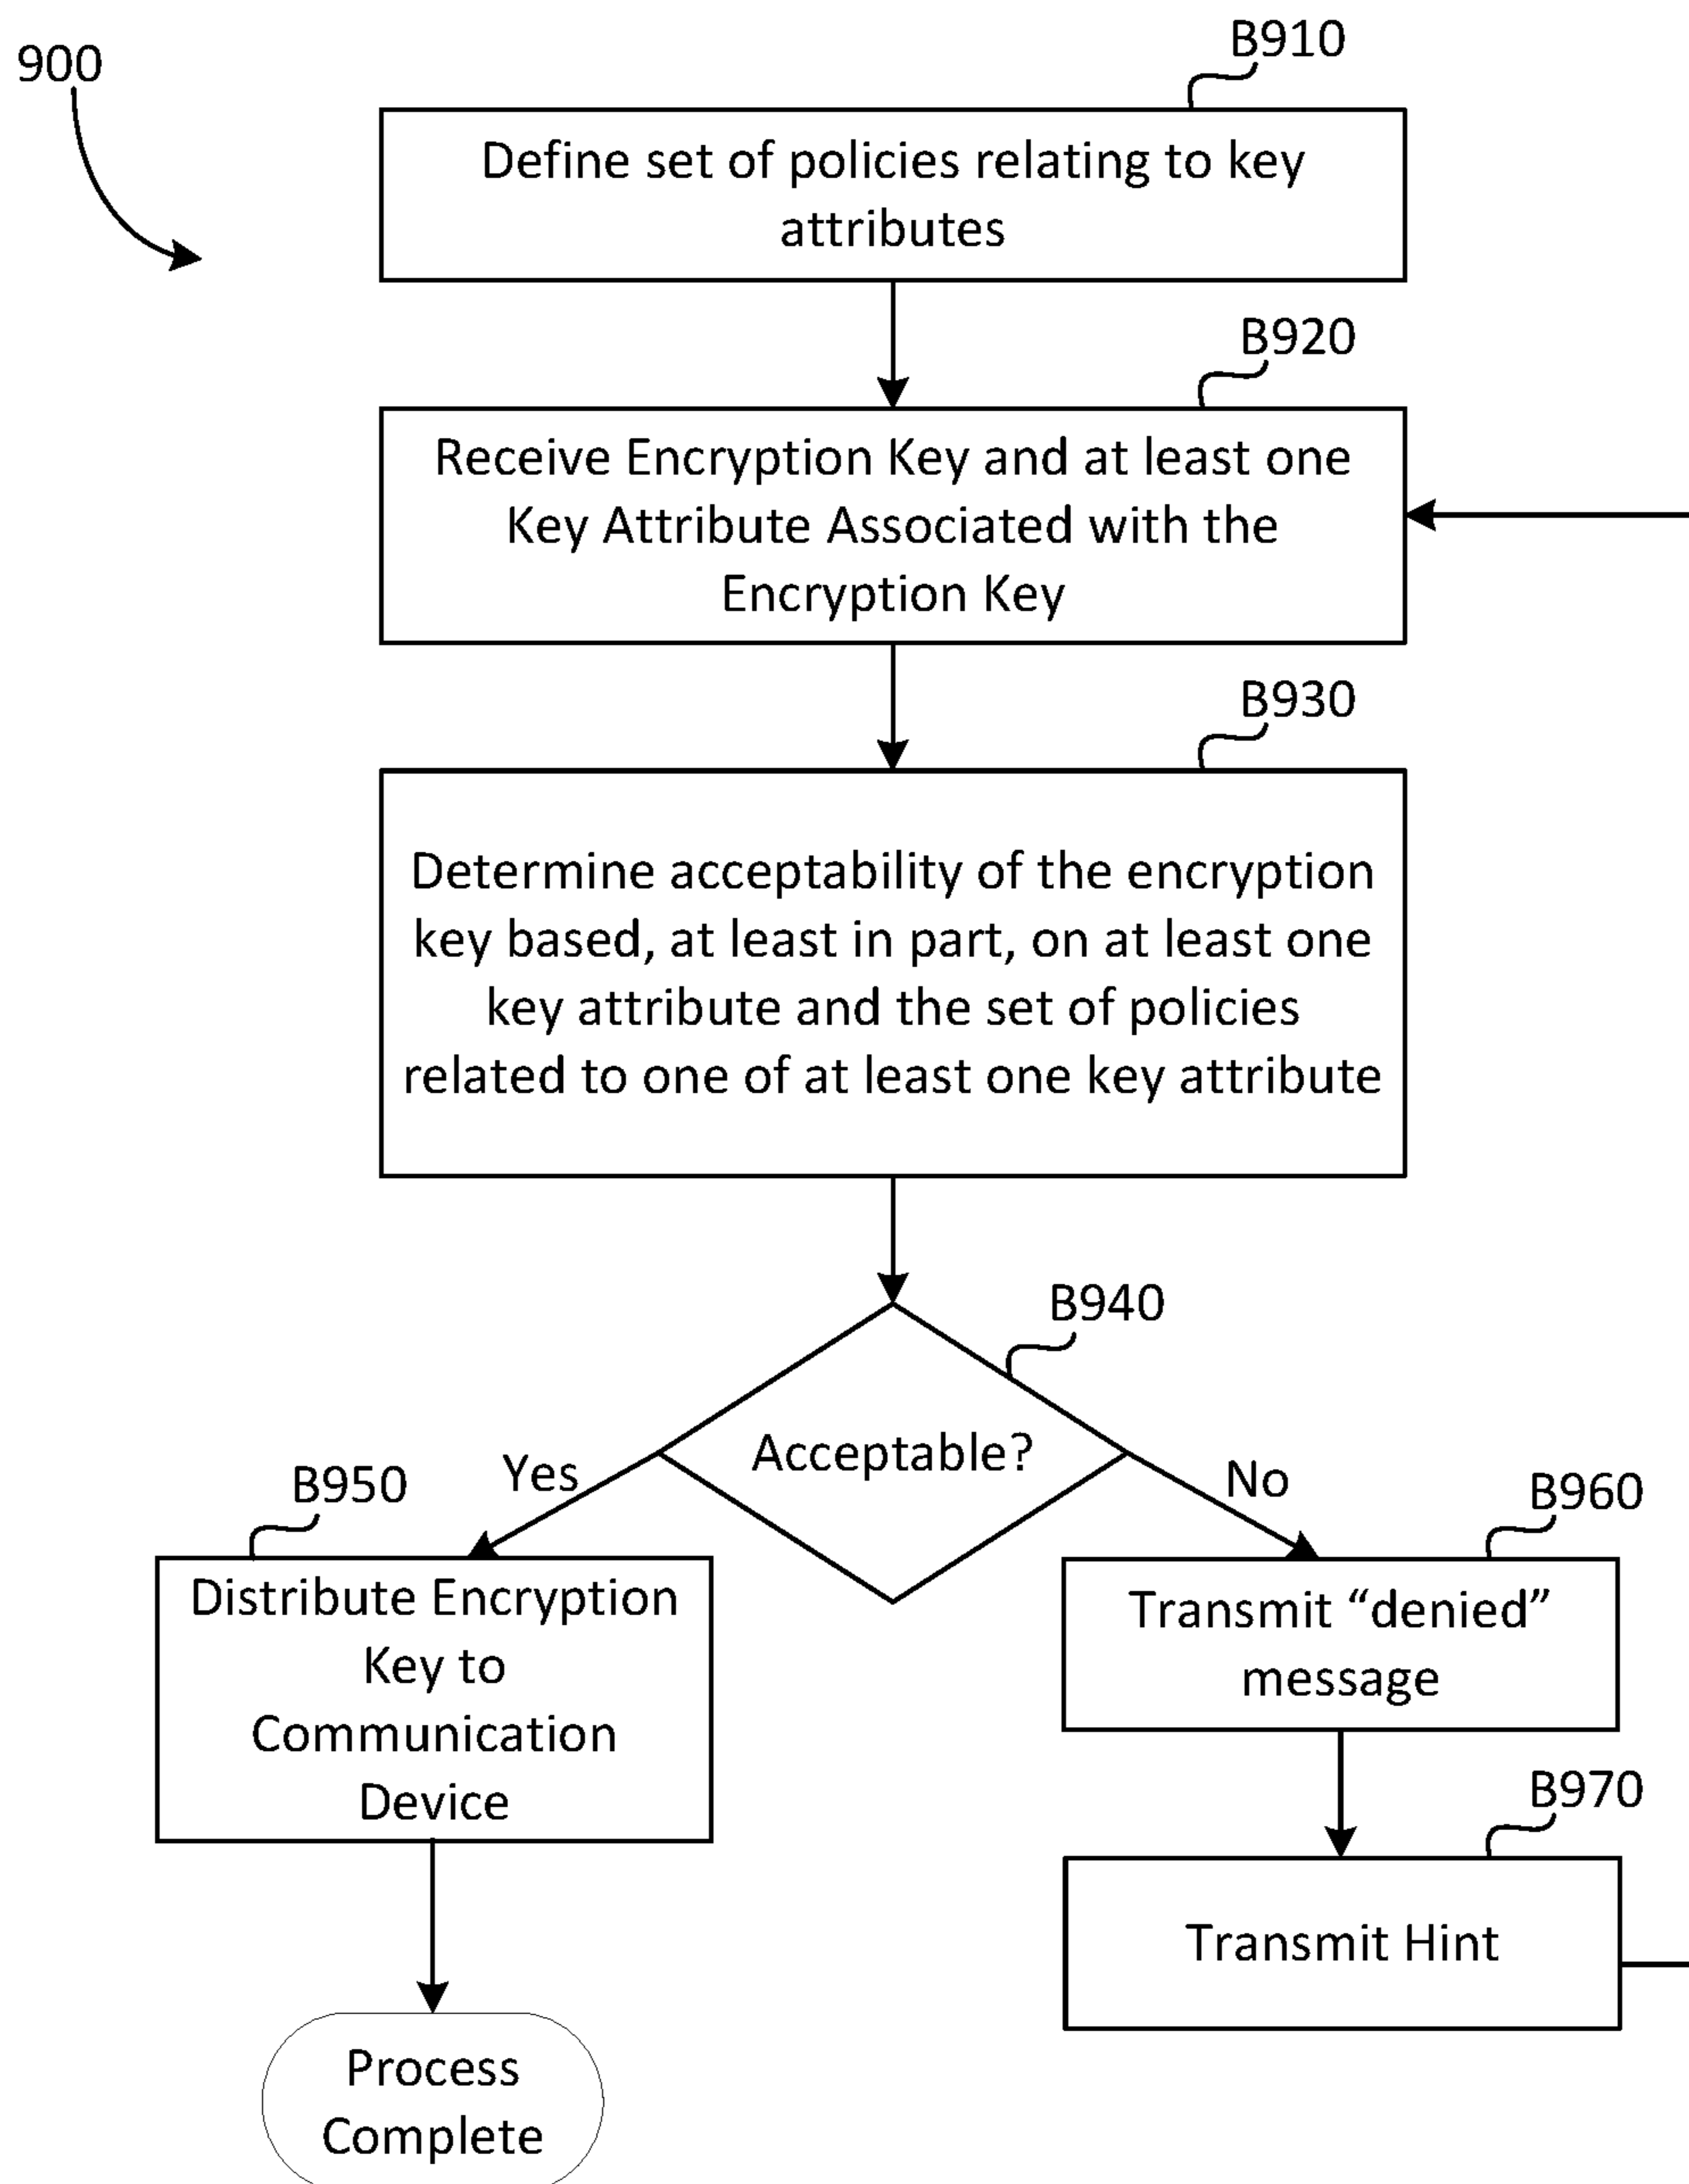 900
B910
Define set of policies relating to key
attributes
B920
Receive Encryption Key and at least one
Key Attribute Associated with the
Encryption Key
B930
Determine acceptability of the encryption
key based, at least in part, on at least one
key attribute and the set of policies
related to one of at least one key attribute
B940
Acceptable?
Yes
No
B950
Distribute Encryption
Key to
Communication
Device
B960
Transmit “denied”
message
B970
Transmit Hint
Process
Complete